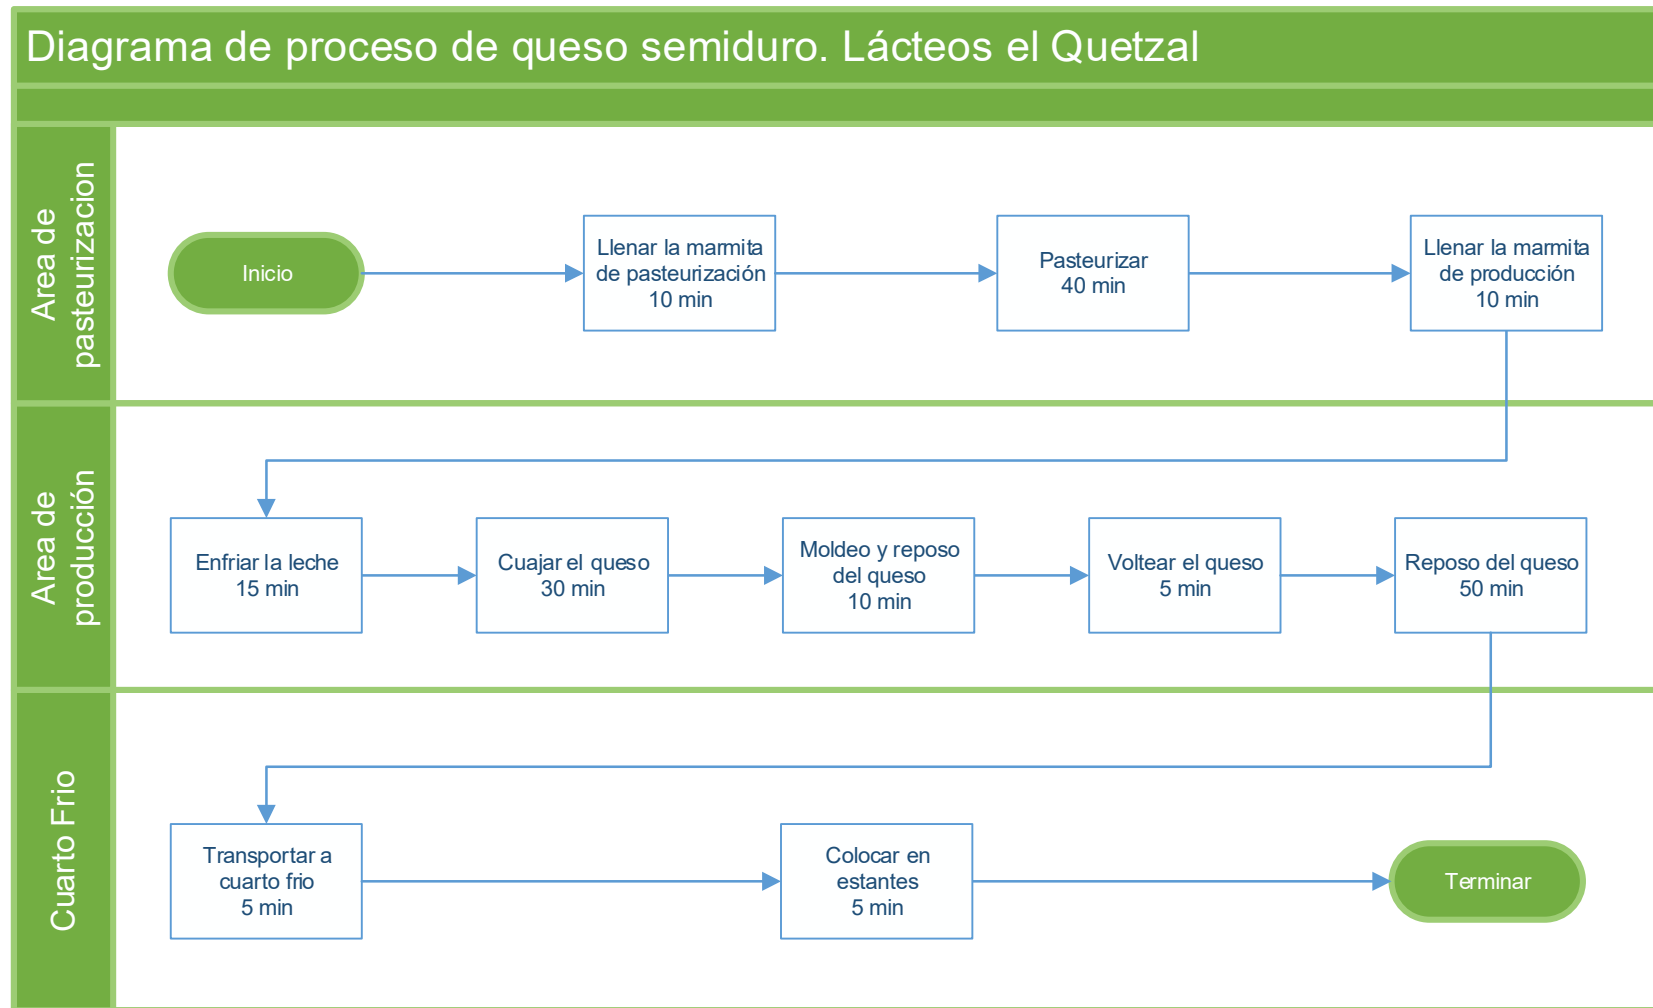 Diagrama de proceso de queso semiduro. Lácteos el Quetzal
Area de
pasteurizacion
Inicio
Llenar la marmita
de pasteurización
10 min
Pasteurizar
40 min
Llenar la marmita
de producción
10 min
Area de
producción
Enfriar la leche
15 min
Cuajar el queso
30 min
Moldeo y reposo
del queso
10 min
Voltear el queso
5 min
Reposo del queso
50 min
Cuarto Frio
Transportar a
cuarto frio
5 min
Colocar en
estantes
5 min
Terminar